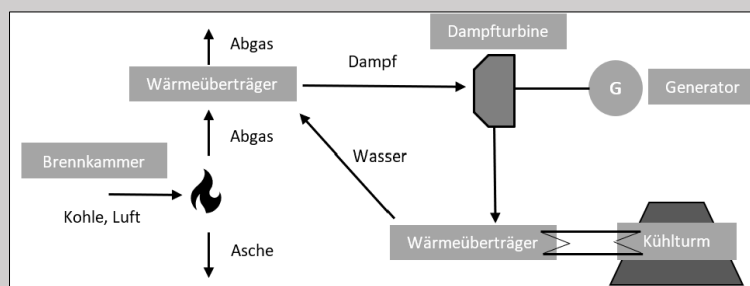 Dampfturbine
Abgas
Dampf
Wärmeüberträger
G
Generator
Abgas
Brennkammer
Wasser
Kohle, Luft
Wärmeüberträger
Kühlturm
Asche